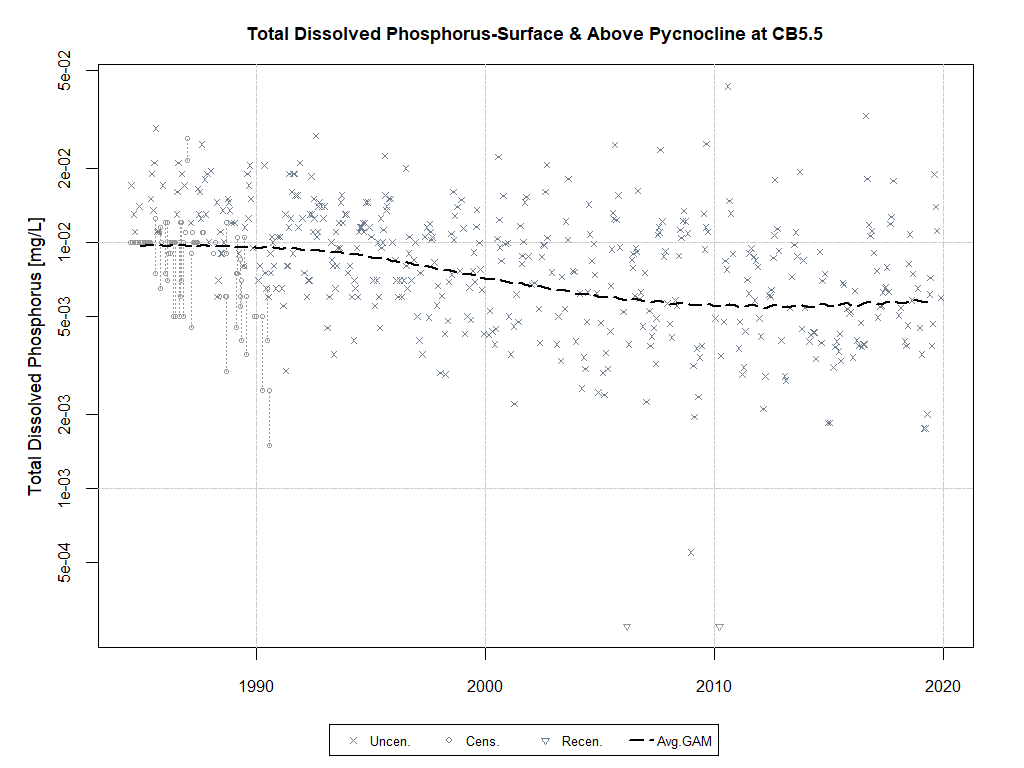 Total Dissolved Phosphorus-Surface & Above Pycnocline at CB5.5
Total Dissolved Phosphorus [mg/L]
5e-02
2e-02
1e-02
5e-03
2e-03
1e-03
5e-04
1990 2000 2010 2020
Uncen. Cens. Recen. Avg.GAM